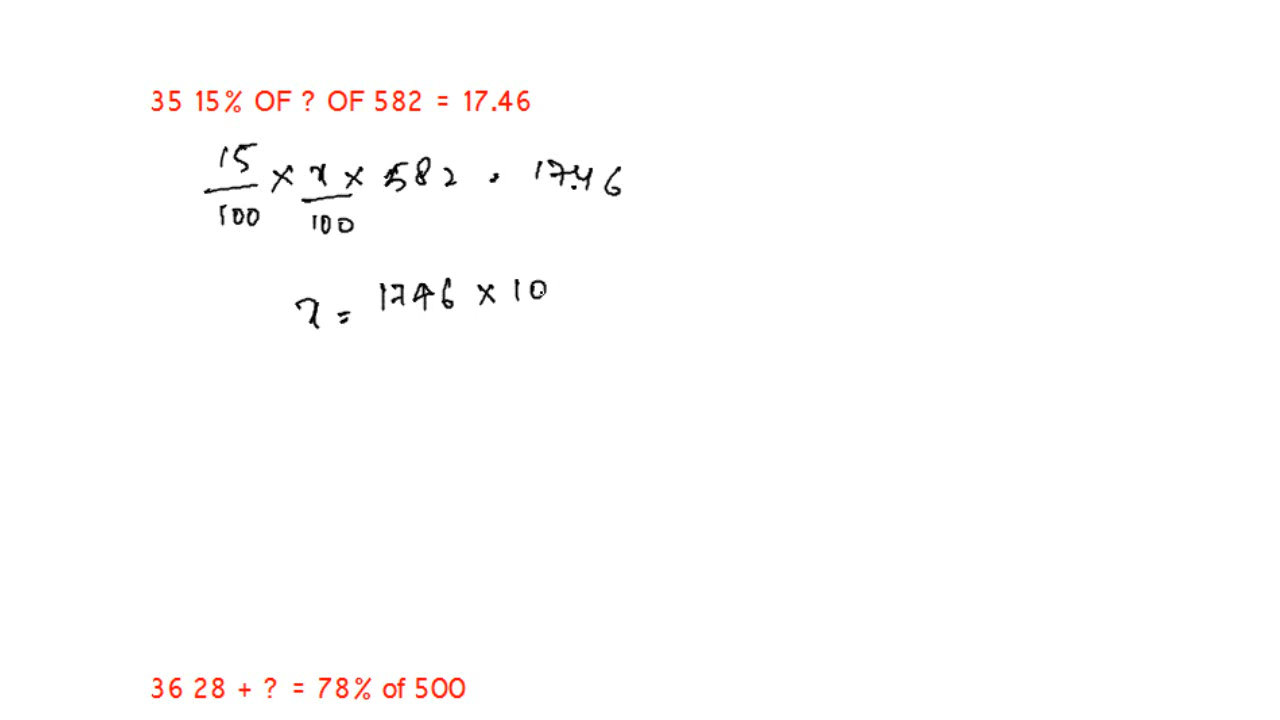 35 15% OF ? OF 582 = 17.46
15/100 × x/100 × 582 = 17.46
x = 1746 × 10
36 28 + ? = 78% of 500